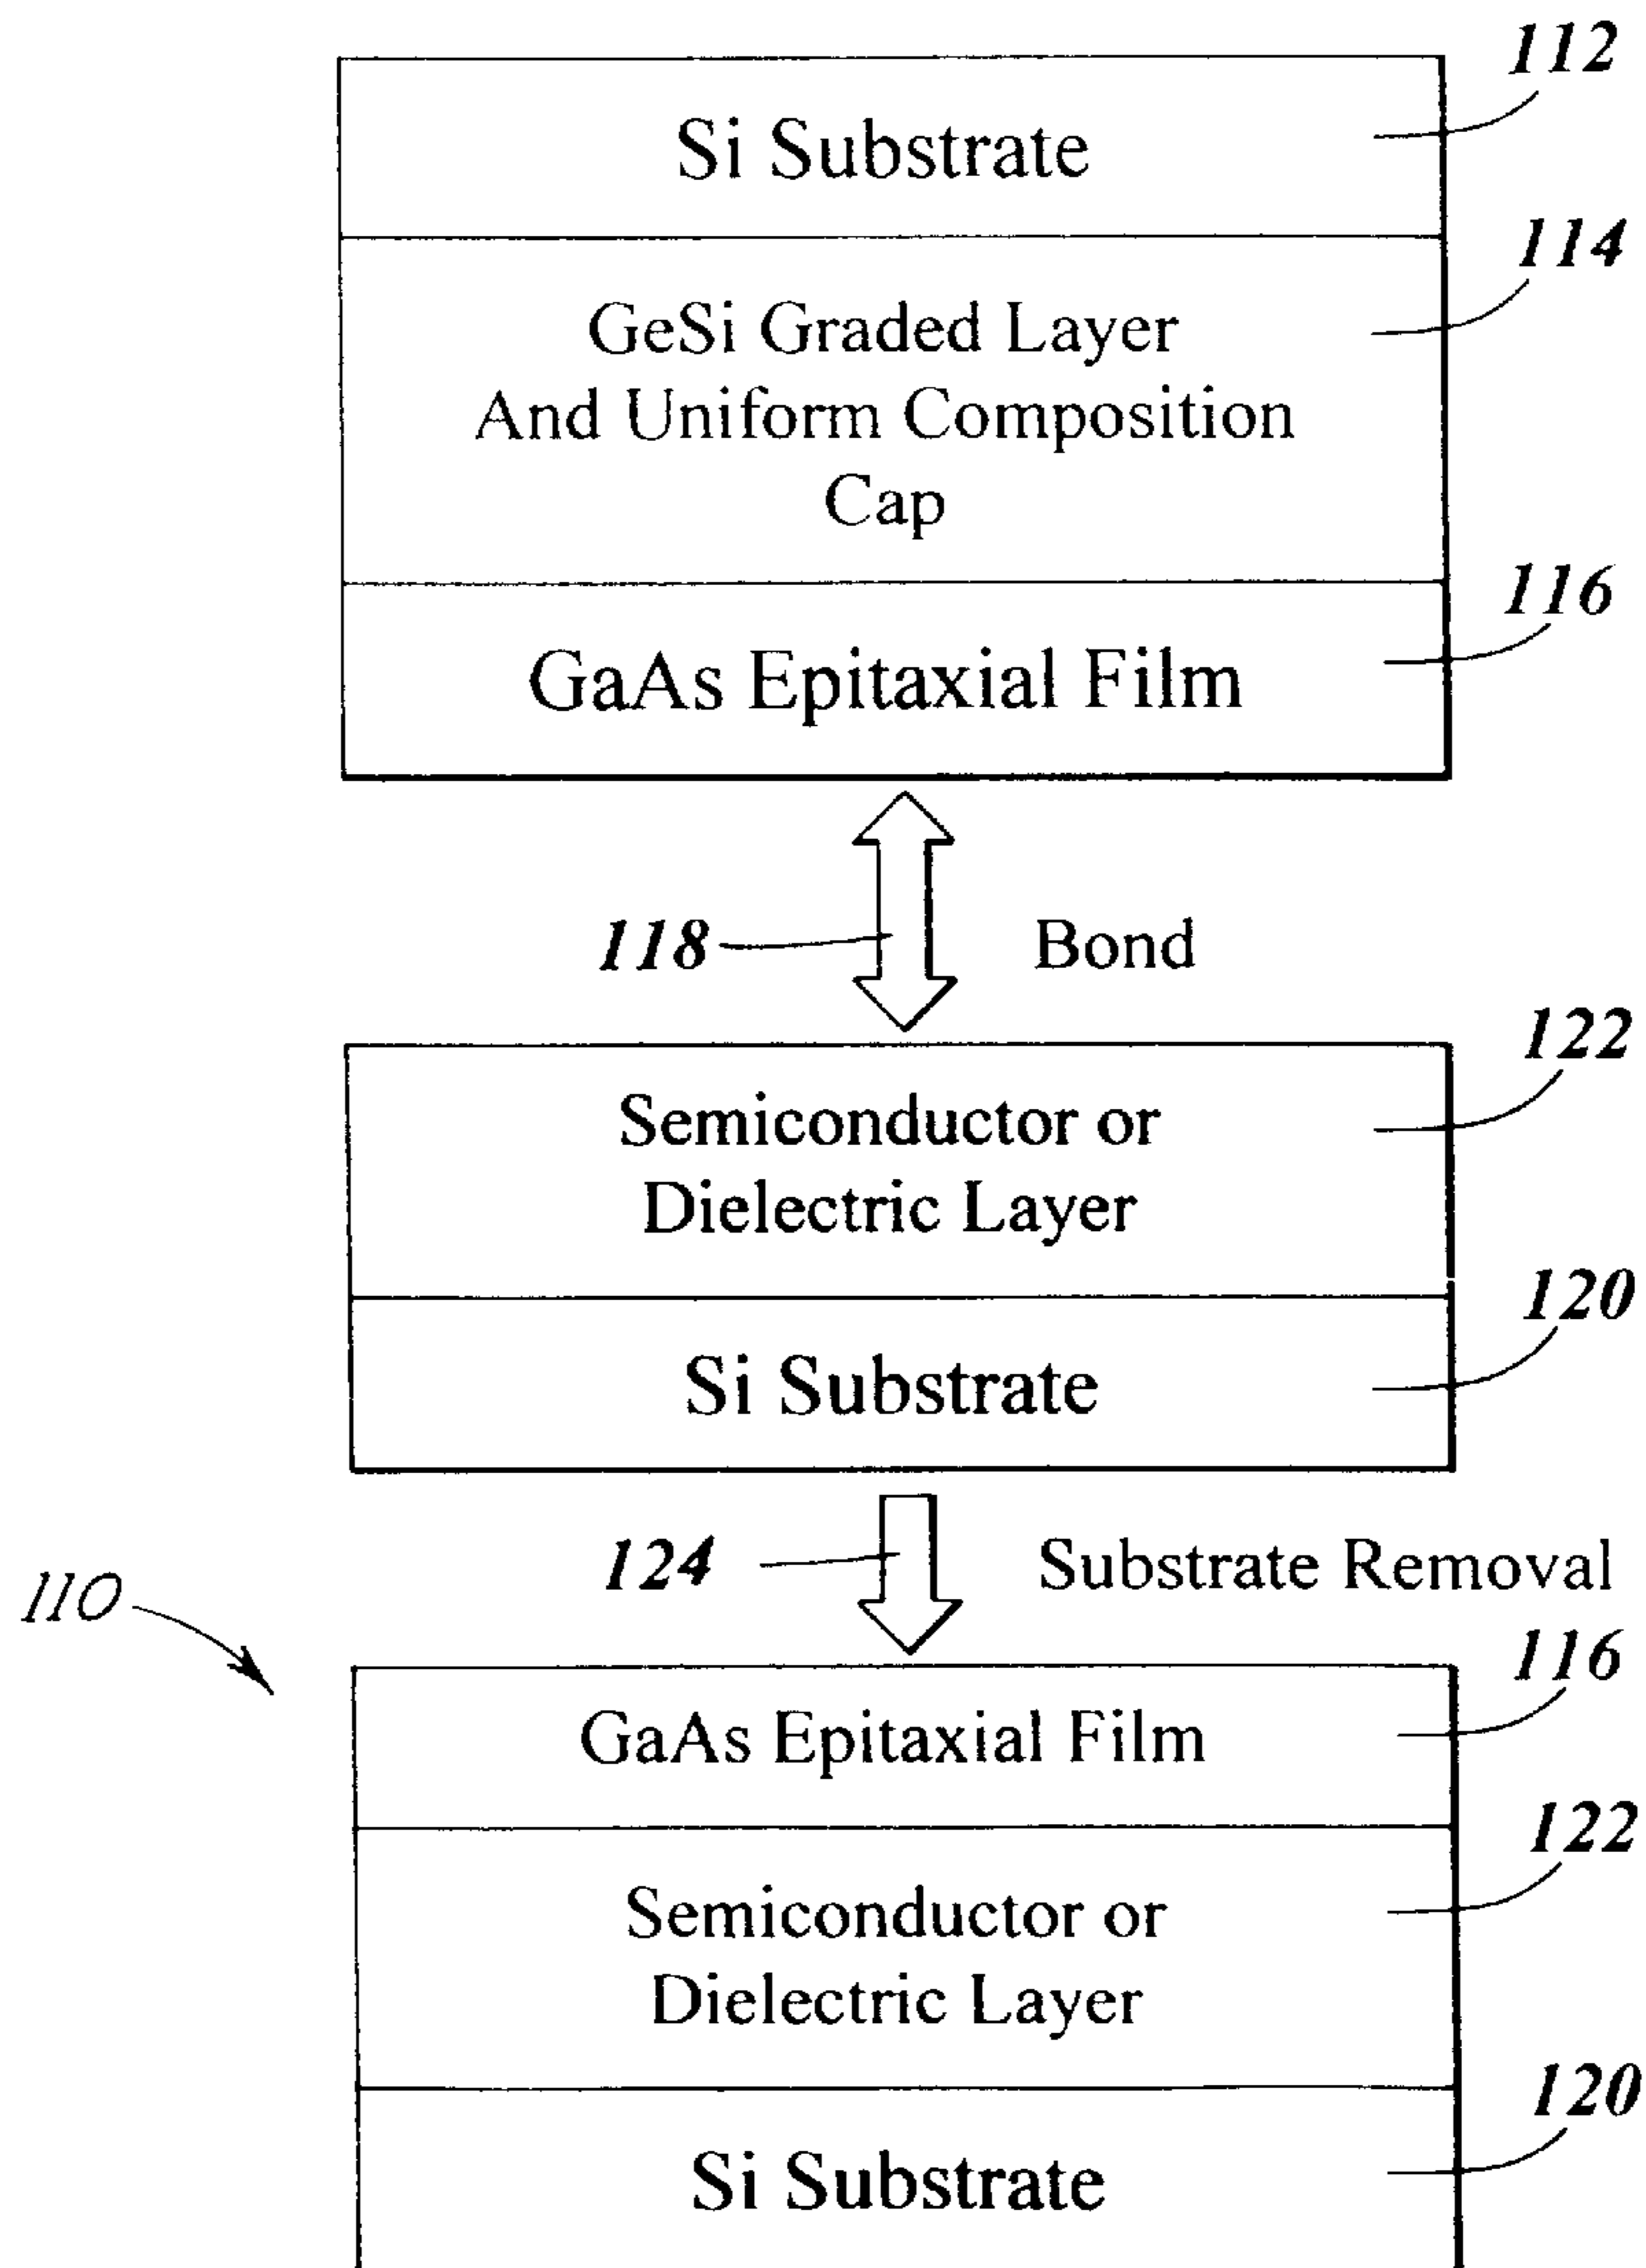 112
Si Substrate
114
GeSi Graded Layer
And Uniform Composition
Cap
116
GaAs Epitaxial Film
118 Bond
122
Semiconductor or
Dielectric Layer
120
Si Substrate
124 Substrate Removal
110
116
GaAs Epitaxial Film
122
Semiconductor or
Dielectric Layer
120
Si Substrate